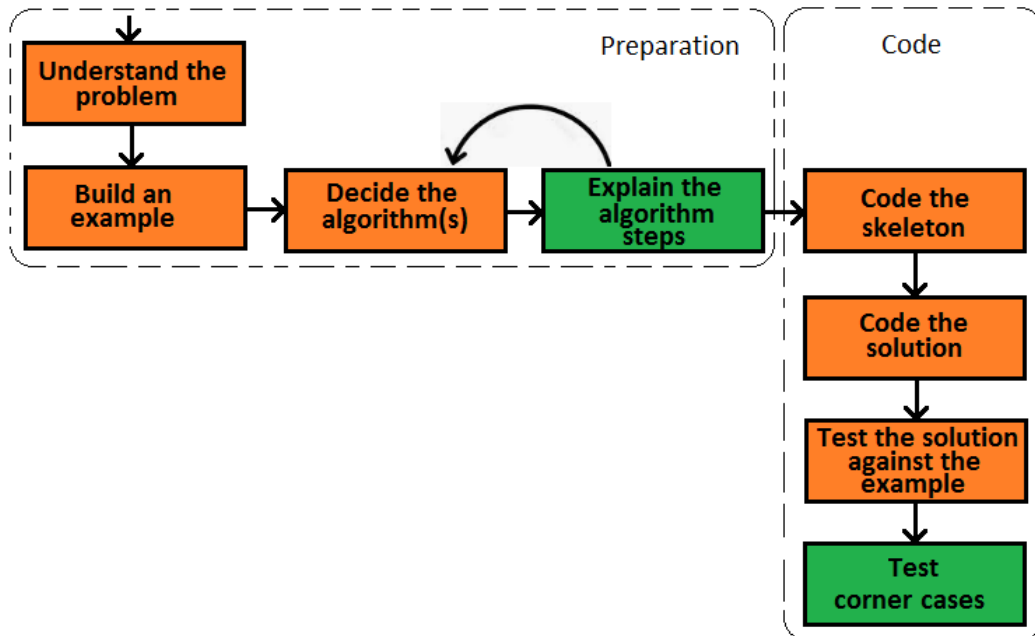 Preparation
Understand the
problem
Build an
example
Decide the
algorithm(s)
Explain the
algorithm
steps
Code
Code the
skeleton
Code the
solution
Test the solution
against the
example
Test
corner cases